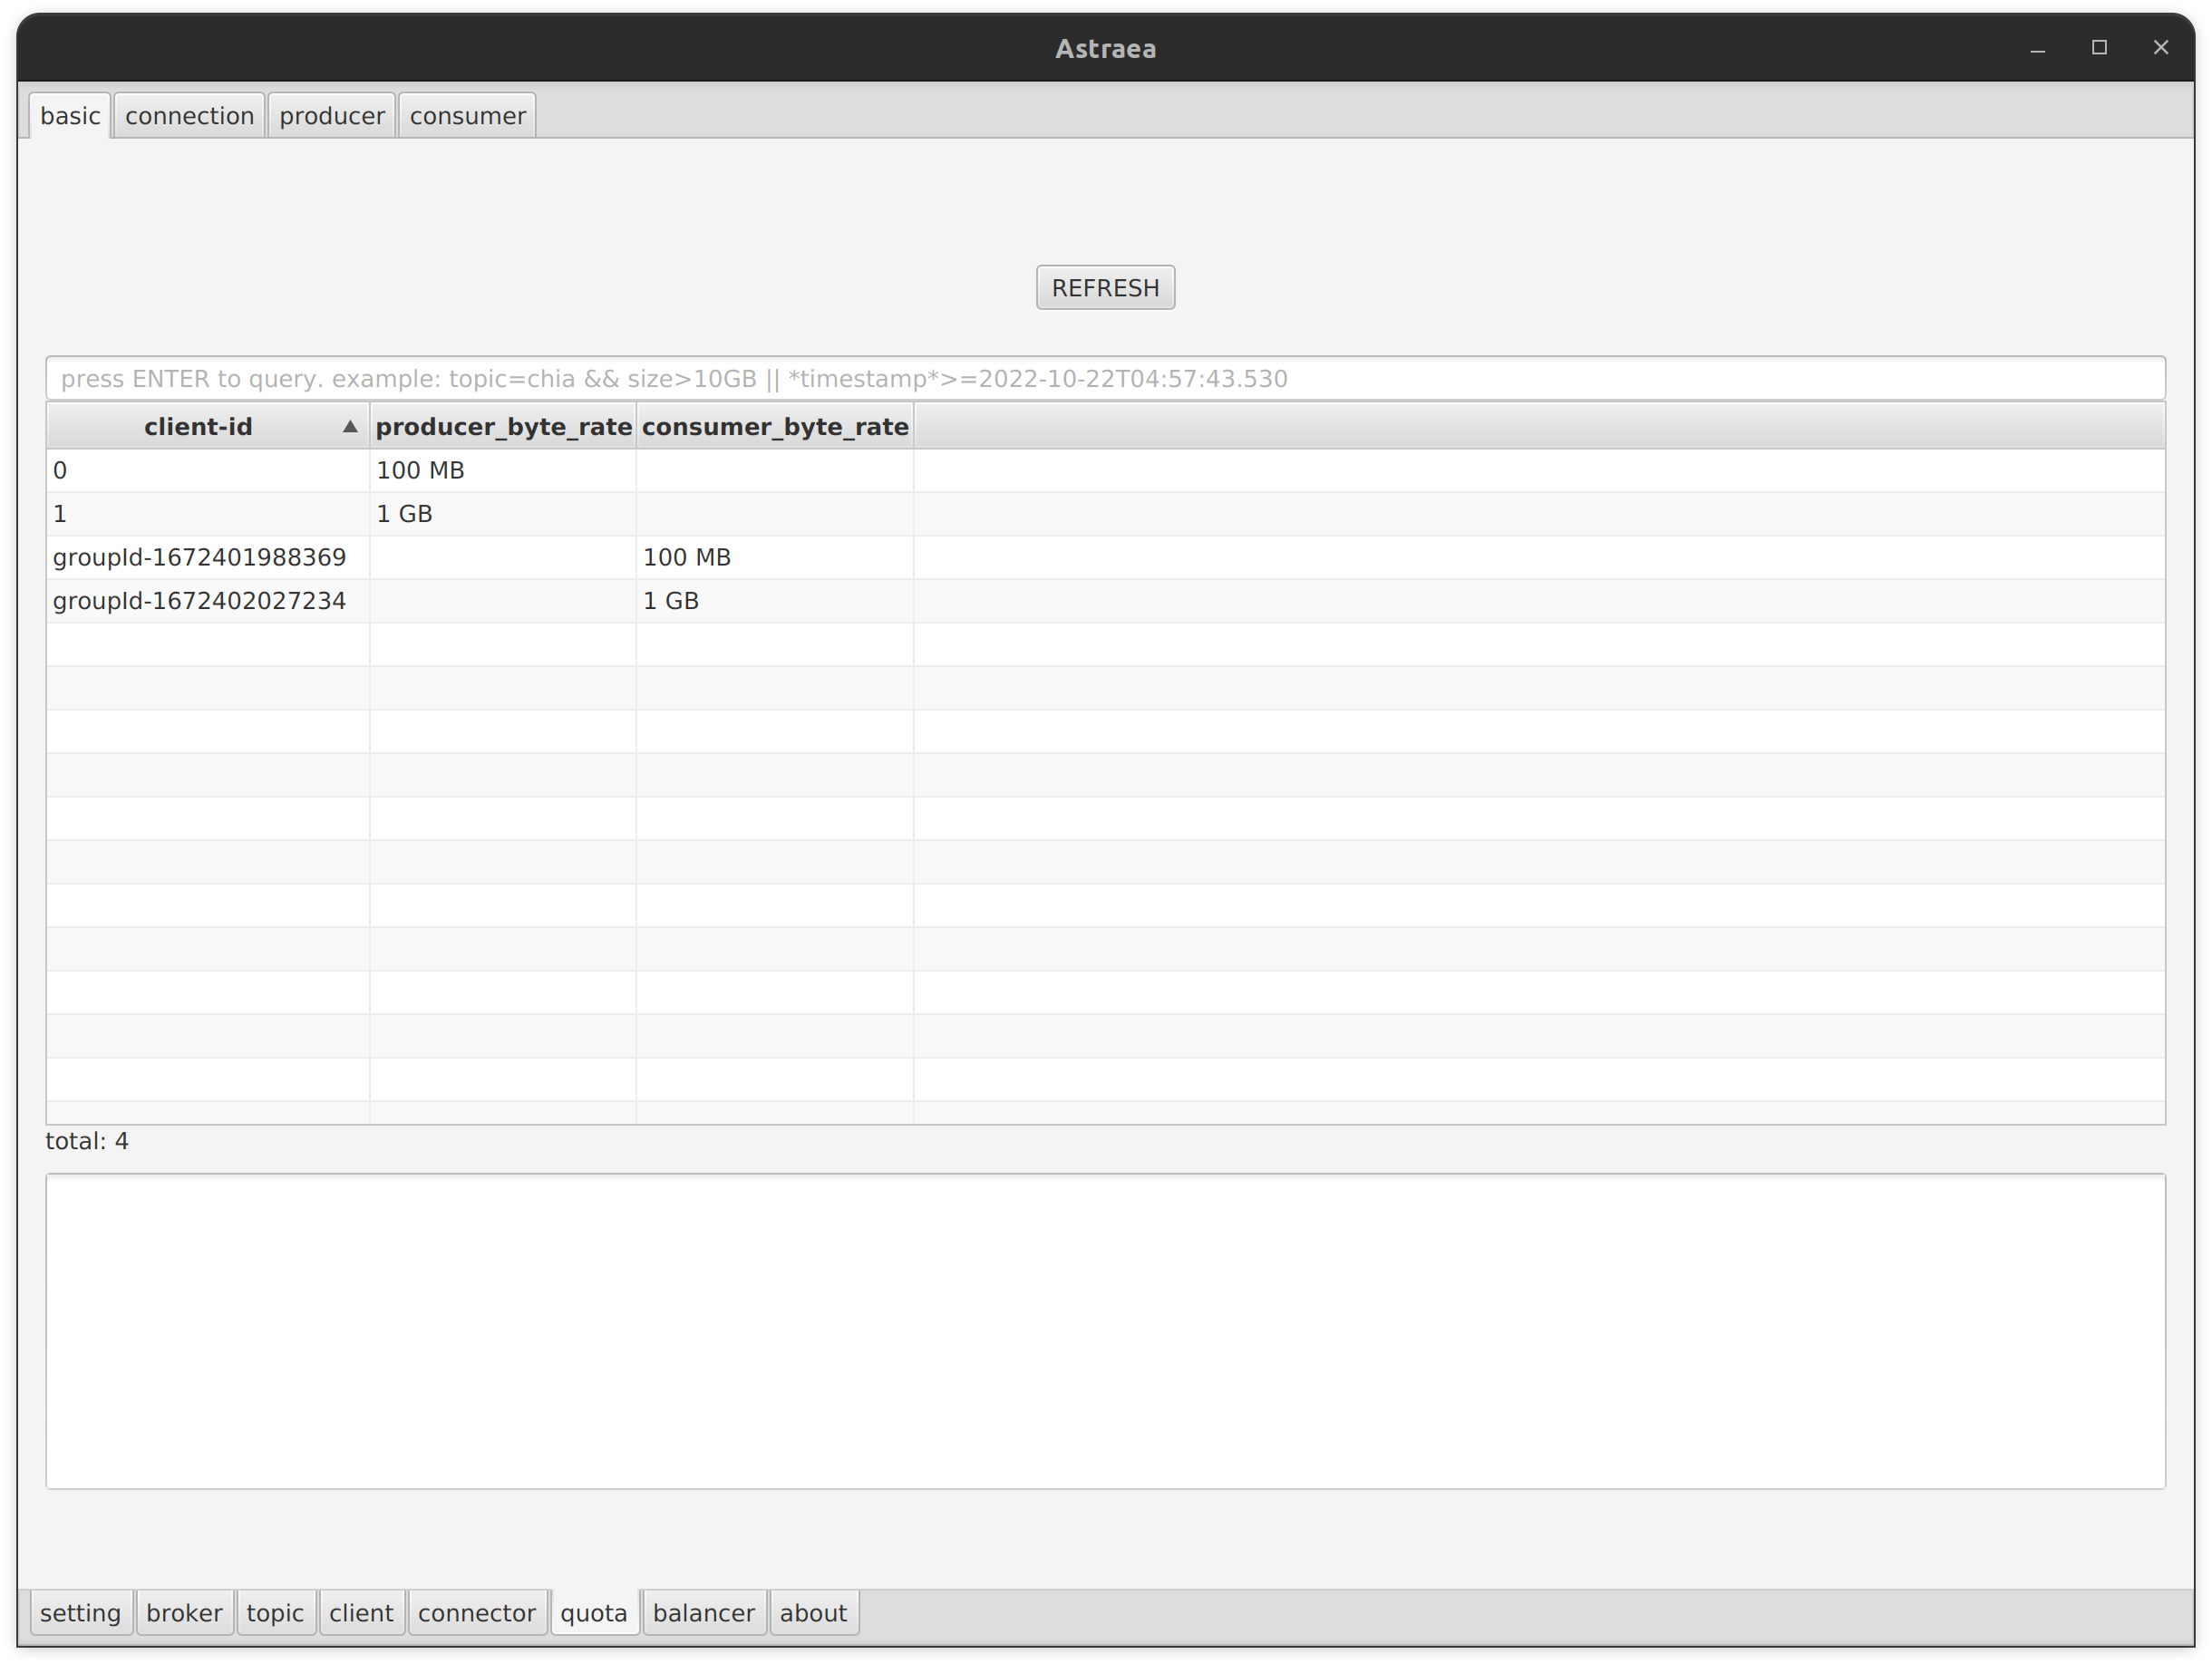 Astraea
basic connection producer consumer
REFRESH
press ENTER to query. example: topic=chia && size>10GB || *timestamp*>=2022-10-22T04:57:43.530
client-id producer_byte_rate consumer_byte_rate
0 100 MB
1 1 GB
groupId-1672401988369 100 MB
groupId-1672402027234 1 GB
total: 4
setting broker topic client connector quota balancer about